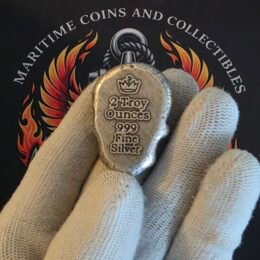 MARITIME COINS AND COLLECTIBLES
2 Troy
Ounces
.999
Fine
Silver